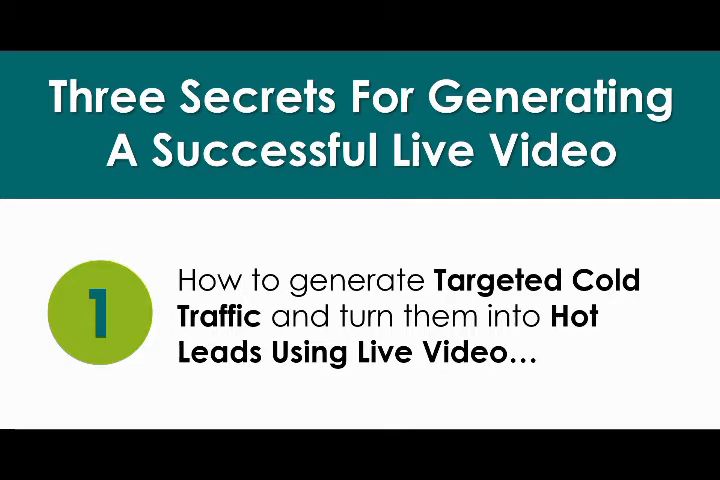 Three Secrets For Generating
A Successful Live Video
1
How to generate Targeted Cold
Traffic and turn them into Hot
Leads Using Live Video...